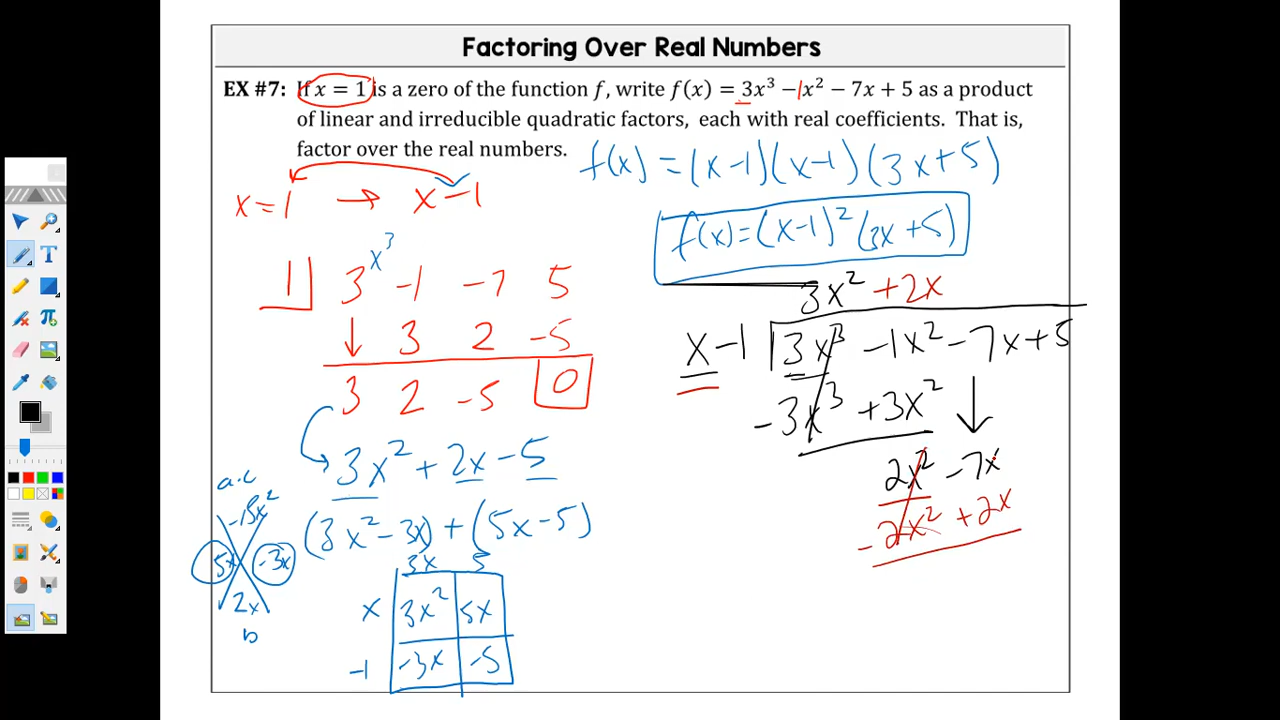 Factoring Over Real Numbers
EX #7: If x = 1 is a zero of the function f, write f(x) = 3x³ − 1x² − 7x + 5 as a product
of linear and irreducible quadratic factors, each with real coefficients. That is,
factor over the real numbers.
f(x) = (x-1)(x-1)(3x+5)
x=1 → x-1
f(x)=(x-1)²(3x+5)
x³
1 3 -1 -7 5
↓ 3 2 -5
3 2 -5 0
3x² + 2x - 5
a·c
-15x²
5x -3x
2x
b
(3x² - 3x) + (5x - 5)
3x 5
x 3x² 5x
-1 -3x -5
3x² +2x
x-1 3x³ -1x² -7x+5
-3x³ +3x² ↓
2x² -7x
-2x² +2x
T